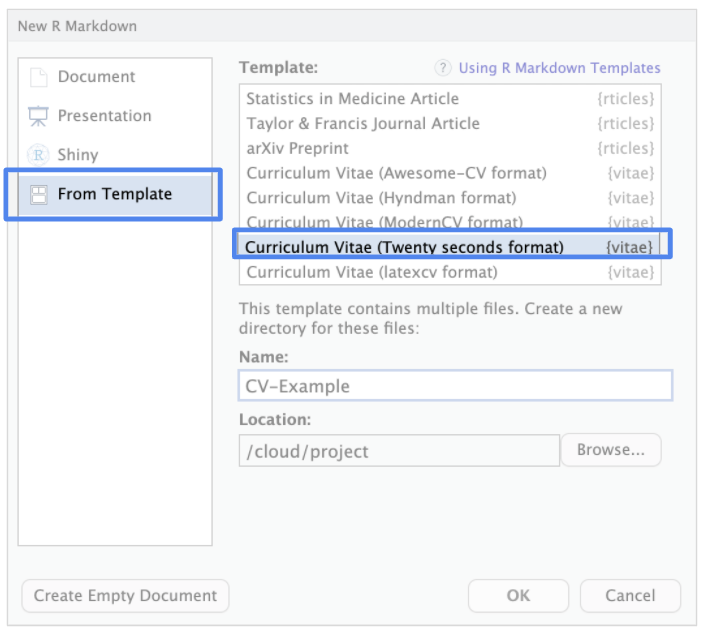 New R Markdown
Document
Presentation
Shiny
From Template
Template:
? Using R Markdown Templates
Statistics in Medicine Article {rticles}
Taylor & Francis Journal Article {rticles}
arXiv Preprint {rticles}
Curriculum Vitae (Awesome-CV format) {vitae}
Curriculum Vitae (Hyndman format) {vitae}
Curriculum Vitae (ModernCV format) {vitae}
Curriculum Vitae (Twenty seconds format) {vitae}
Curriculum Vitae (latexcv format) {vitae}
This template contains multiple files. Create a new
directory for these files:
Name:
CV-Example
Location:
/cloud/project
Browse...
Create Empty Document
OK
Cancel